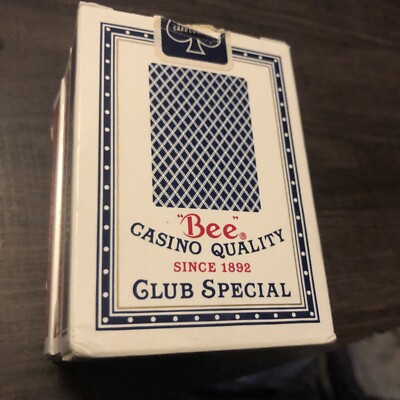 "Bee"®
CASINO QUALITY
SINCE 1892
CLUB SPECIAL